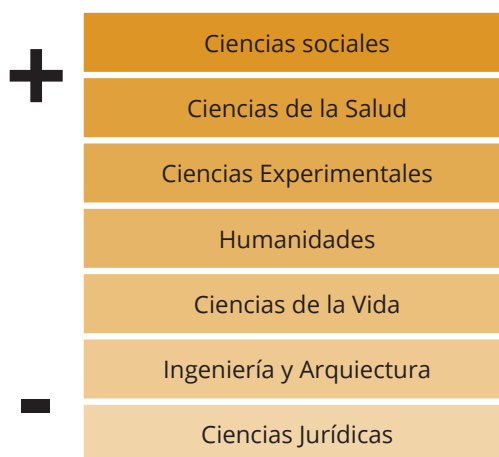 +
Ciencias sociales
Ciencias de la Salud
Ciencias Experimentales
Humanidades
Ciencias de la Vida
Ingeniería y Arquiectura
-
Ciencias Jurídicas